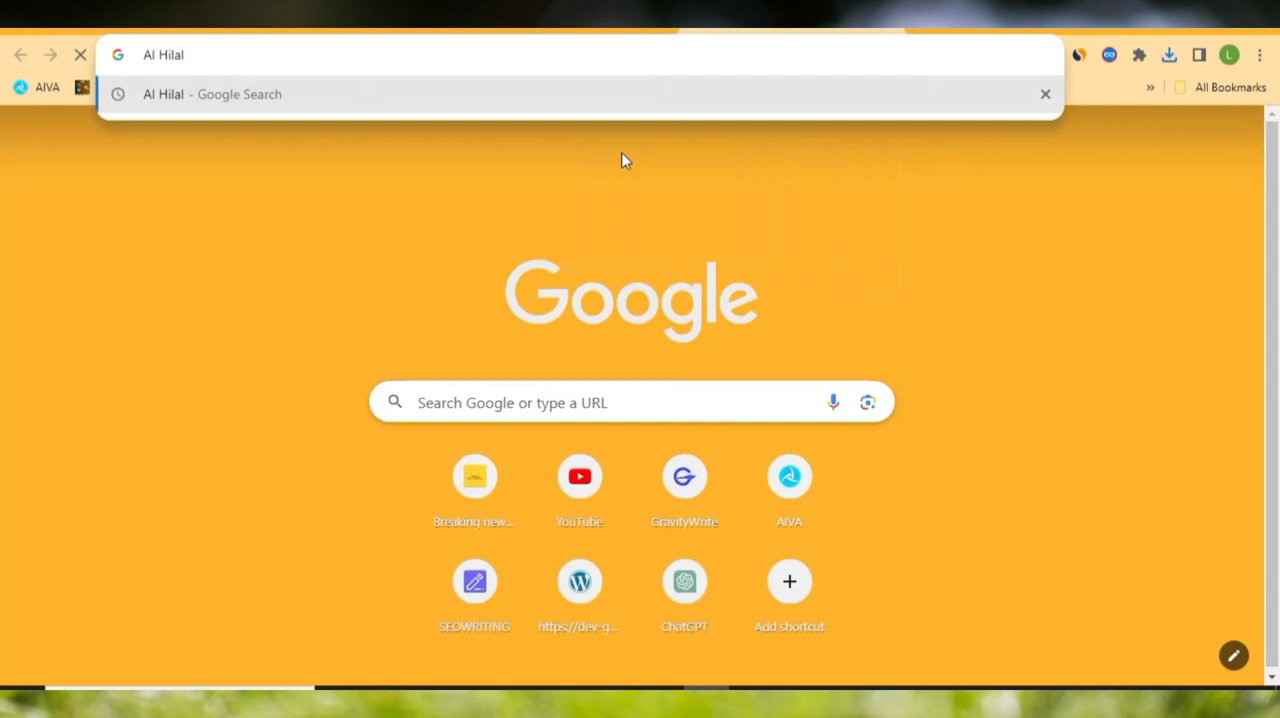 Al Hilal
Al Hilal - Google Search
AIVA
L
All Bookmarks
Google
Search Google or type a URL
Breaking new...
YouTube
GravityWrite
AIVA
SEOWRITING
https://dev-g...
ChatGPT
Add shortcut